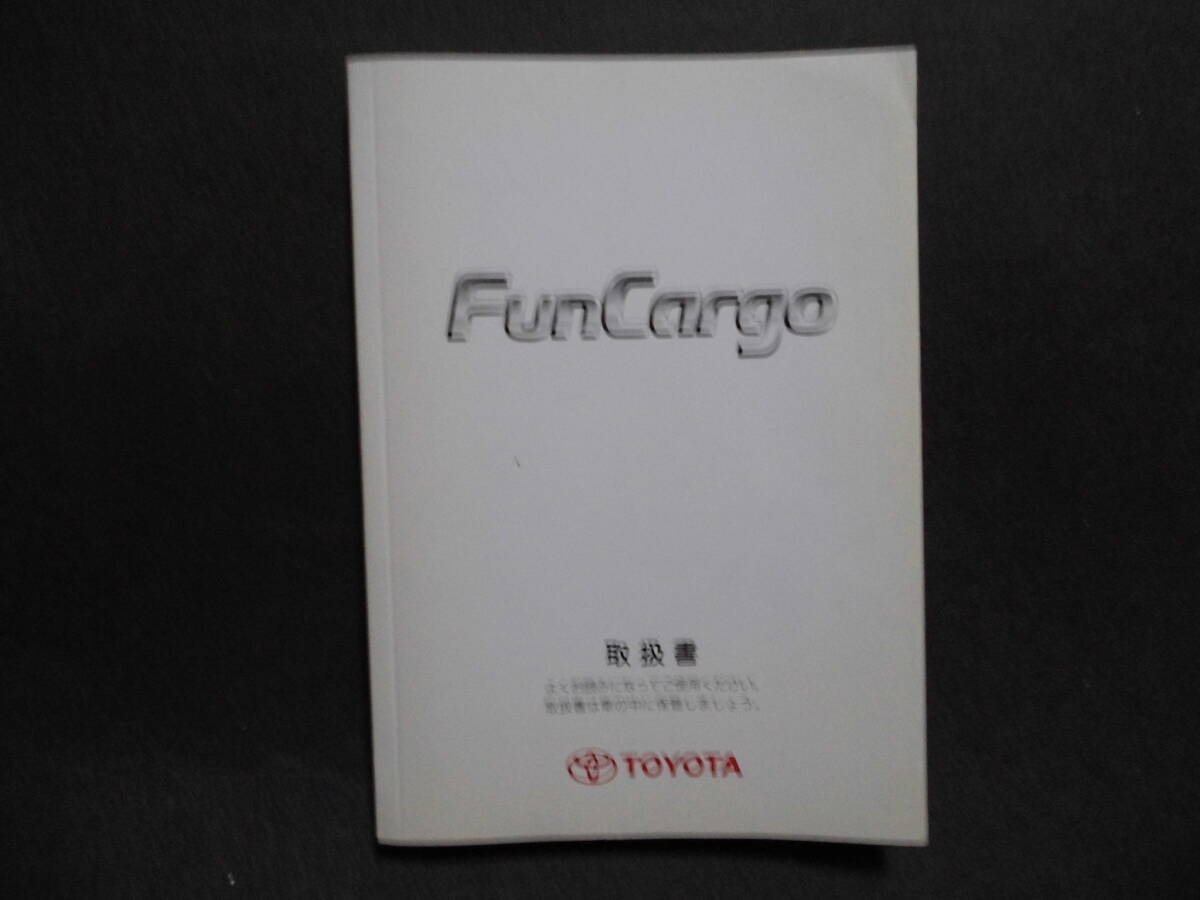 FunCargo
取扱書
よくお読みになってご使用ください。
取扱書は車の中に保管しましょう。
TOYOTA